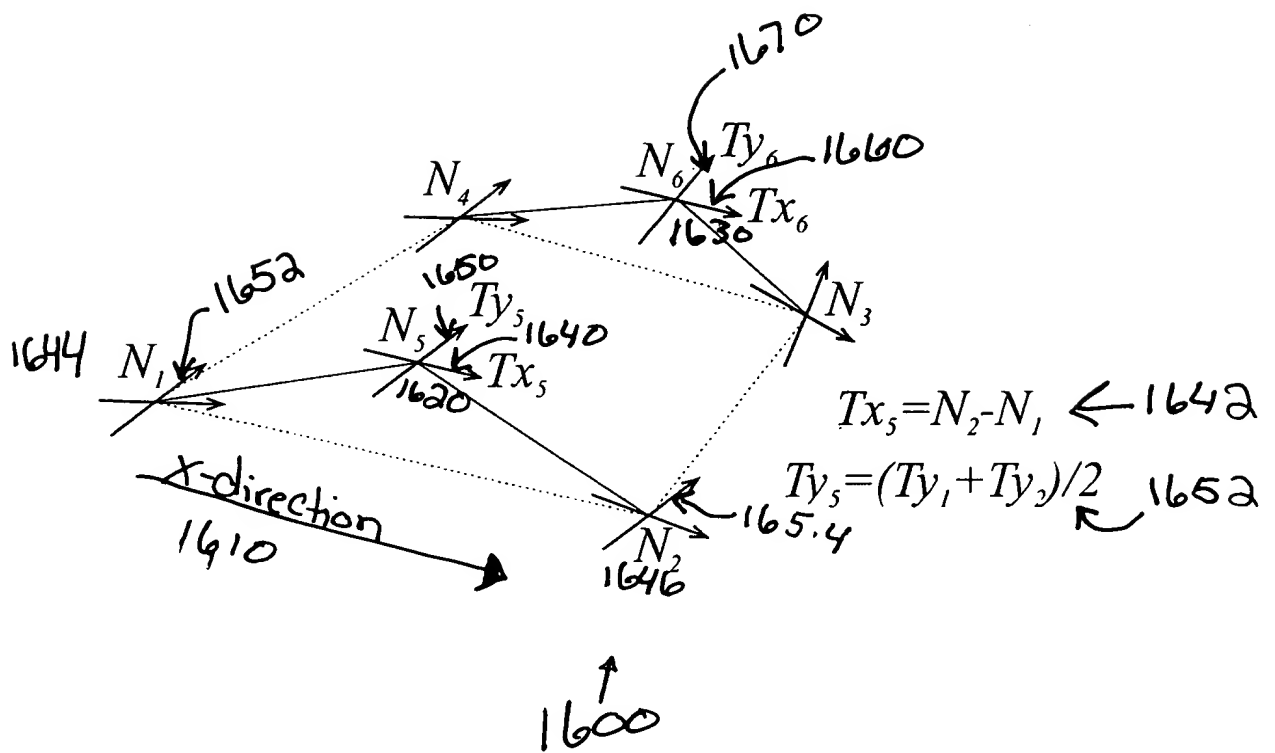 1670
N₆ Ty₆ 1660
N₄ Tx₆
1630
1652 1650
N₅ Ty₅ 1640 N₃
1644 N₁ Tx₅
1620
Tx₅=N₂-N₁ 1642
x-direction Ty₅=(Ty₁+Ty₂)/2 1652
1610 165.4
N₂
1646
1600